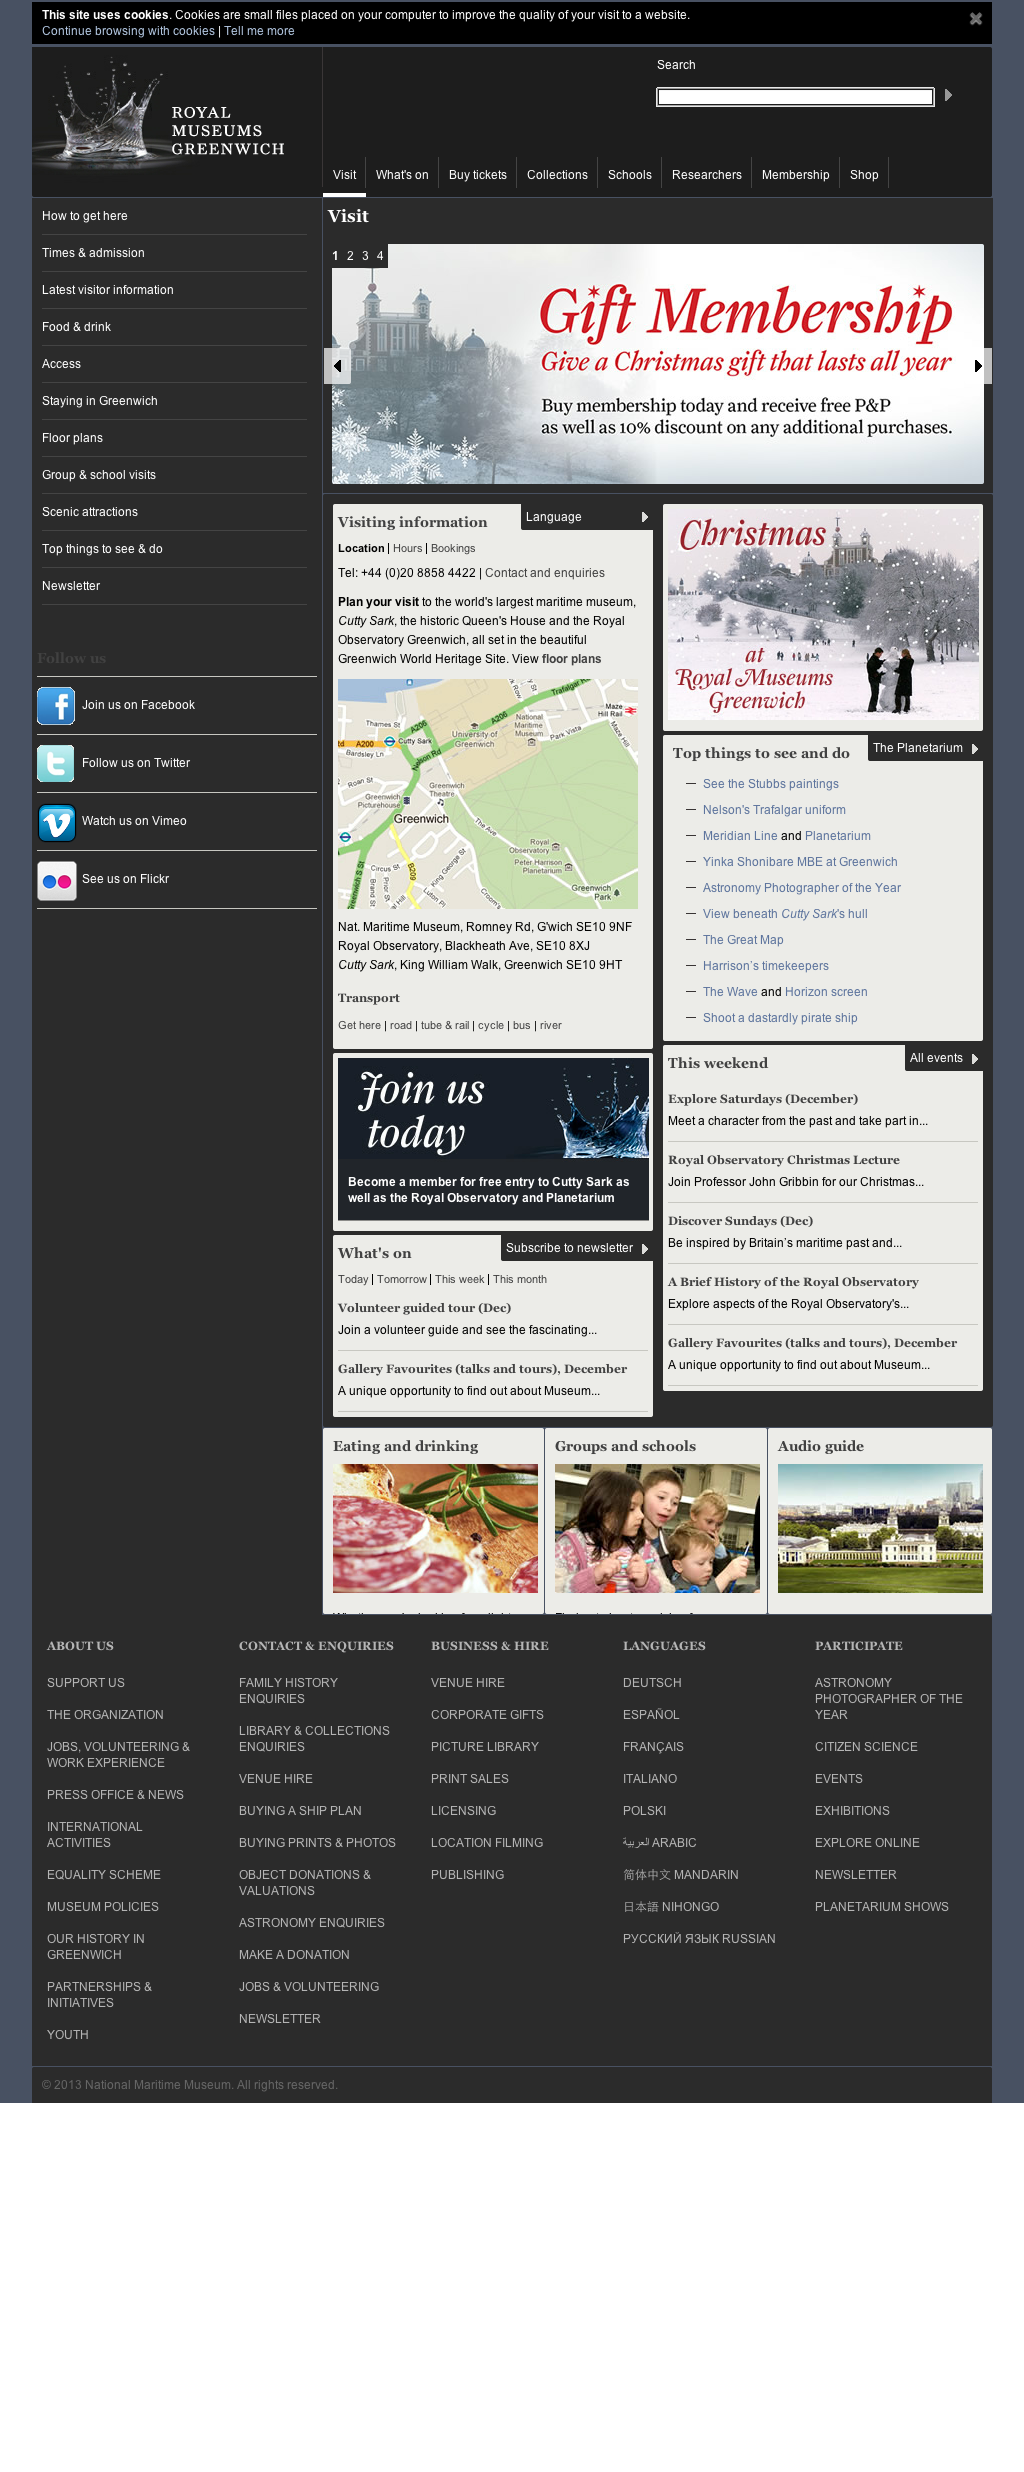 This site uses cookies. Cookies are small files placed on your computer to improve the quality of your visit to a website.
Continue browsing with cookies | Tell me more
ROYAL
MUSEUMS
GREENWICH
Search
Visit
What's on
Buy tickets
Collections
Schools
Researchers
Membership
Shop
How to get here
Times & admission
Latest visitor information
Food & drink
Access
Staying in Greenwich
Floor plans
Group & school visits
Scenic attractions
Top things to see & do
Newsletter
Follow us
Join us on Facebook
Follow us on Twitter
Watch us on Vimeo
See us on Flickr
Visit
1 2 3 4
Gift Membership
Give a Christmas gift that lasts all year
Buy membership today and receive free P&P
as well as 10% discount on any additional purchases.
Visiting information
Language
Location | Hours | Bookings
Tel: +44 (0)20 8858 4422 | Contact and enquiries
Plan your visit to the world's largest maritime museum,
Cutty Sark, the historic Queen's House and the Royal
Observatory Greenwich, all set in the beautiful
Greenwich World Heritage Site. View floor plans
Trafalgar R
Maze
Hill Rail
Thames St
A206
National
Maritime
Museum
Park Vista
Maze Hill
A206
University of
Greenwich
A200
Cutty Sark
Bardsley Ln
Nelson Rd
Roan St
Greenwich
Picturehouse
Greenwich
Theatre
Crooms Hill
Greenwich
The Ave
Royal
Observatory
Peter Harrison
Planetarium
King George St
Circus St
Royal Hill
Brand St
Luton Pl
B209
Greenwich S St
Greenwich
Park
Nat. Maritime Museum, Romney Rd, G'wich SE10 9NF
Royal Observatory, Blackheath Ave, SE10 8XJ
Cutty Sark, King William Walk, Greenwich SE10 9HT
Transport
Get here | road | tube & rail | cycle | bus | river
Join us
today
Become a member for free entry to Cutty Sark as
well as the Royal Observatory and Planetarium
What's on
Subscribe to newsletter
Today | Tomorrow | This week | This month
Volunteer guided tour (Dec)
Join a volunteer guide and see the fascinating...
Gallery Favourites (talks and tours), December
A unique opportunity to find out about Museum...
Christmas
at
Royal Museums
Greenwich
Top things to see and do
The Planetarium
— See the Stubbs paintings
— Nelson's Trafalgar uniform
— Meridian Line and Planetarium
— Yinka Shonibare MBE at Greenwich
— Astronomy Photographer of the Year
— View beneath Cutty Sark's hull
— The Great Map
— Harrison's timekeepers
— The Wave and Horizon screen
— Shoot a dastardly pirate ship
This weekend
All events
Explore Saturdays (December)
Meet a character from the past and take part in...
Royal Observatory Christmas Lecture
Join Professor John Gribbin for our Christmas...
Discover Sundays (Dec)
Be inspired by Britain's maritime past and...
A Brief History of the Royal Observatory
Explore aspects of the Royal Observatory's...
Gallery Favourites (talks and tours), December
A unique opportunity to find out about Museum...
Eating and drinking
Groups and schools
Audio guide
ABOUT US
SUPPORT US
THE ORGANIZATION
JOBS, VOLUNTEERING &
WORK EXPERIENCE
PRESS OFFICE & NEWS
INTERNATIONAL
ACTIVITIES
EQUALITY SCHEME
MUSEUM POLICIES
OUR HISTORY IN
GREENWICH
PARTNERSHIPS &
INITIATIVES
YOUTH
CONTACT & ENQUIRIES
FAMILY HISTORY
ENQUIRIES
LIBRARY & COLLECTIONS
ENQUIRIES
VENUE HIRE
BUYING A SHIP PLAN
BUYING PRINTS & PHOTOS
OBJECT DONATIONS &
VALUATIONS
ASTRONOMY ENQUIRIES
MAKE A DONATION
JOBS & VOLUNTEERING
NEWSLETTER
BUSINESS & HIRE
VENUE HIRE
CORPORATE GIFTS
PICTURE LIBRARY
PRINT SALES
LICENSING
LOCATION FILMING
PUBLISHING
LANGUAGES
DEUTSCH
ESPAÑOL
FRANÇAIS
ITALIANO
POLSKI
العربية ARABIC
简体中文 MANDARIN
日本語 NIHONGO
РУССКИЙ ЯЗЫК RUSSIAN
PARTICIPATE
ASTRONOMY
PHOTOGRAPHER OF THE
YEAR
CITIZEN SCIENCE
EVENTS
EXHIBITIONS
EXPLORE ONLINE
NEWSLETTER
PLANETARIUM SHOWS
© 2013 National Maritime Museum. All rights reserved.